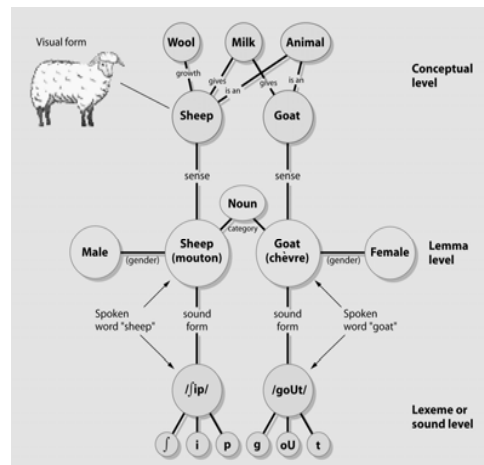 Visual form
Wool
Milk
Animal
growth
gives
is an
gives
is an
Conceptual
level
Sheep
Goat
sense
sense
Noun
category
Male
(gender)
Sheep
(mouton)
Goat
(chèvre)
(gender)
Female
Lemma
level
Spoken
word "sheep"
sound
form
sound
form
Spoken
word "goat"
/ʃip/
/goUt/
Lexeme or
sound level
ʃ
i
p
g
oU
t